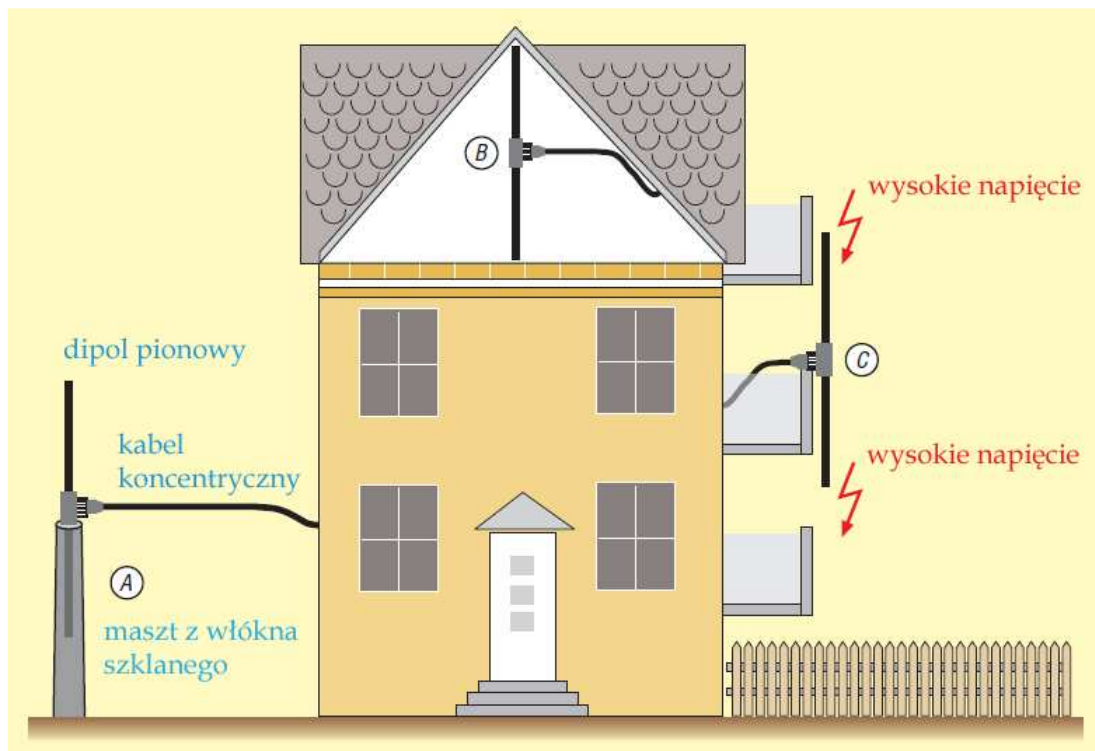 B
wysokie napięcie
dipol pionowy
C
kabel
koncentryczny
wysokie napięcie
A
maszt z włókna
szklanego